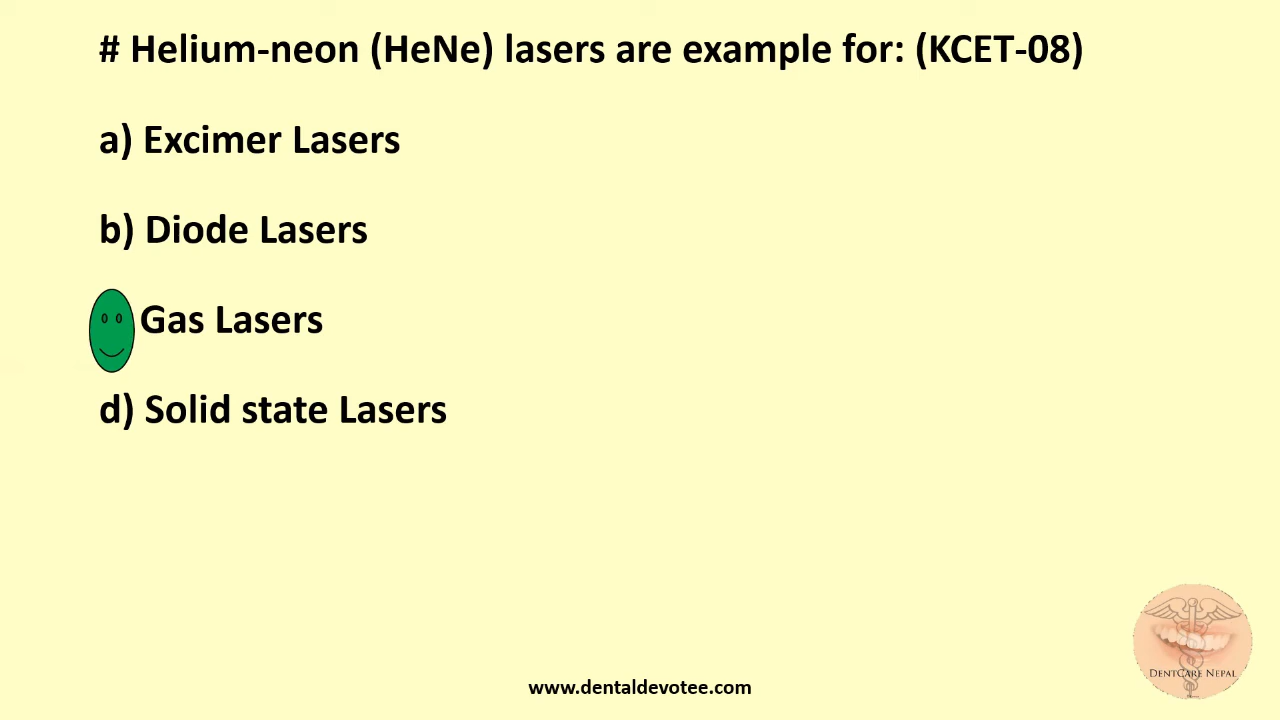 # Helium-neon (HeNe) lasers are example for: (KCET-08)
a) Excimer Lasers
b) Diode Lasers
Gas Lasers
d) Solid state Lasers
DENTCARE NEPAL
www.dentaldevotee.com